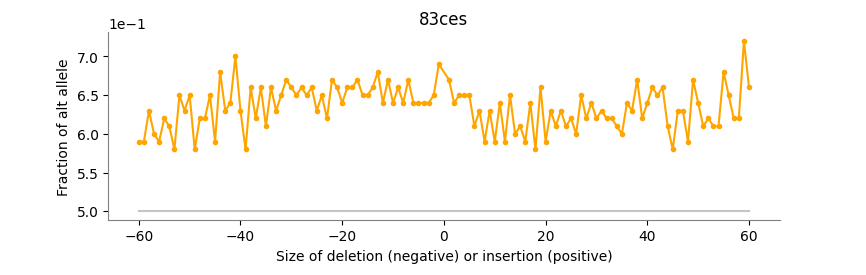 83ces
1e−1
7.0
6.5
6.0
5.5
5.0
Fraction of alt allele
−60 −40 −20 0 20 40 60
Size of deletion (negative) or insertion (positive)